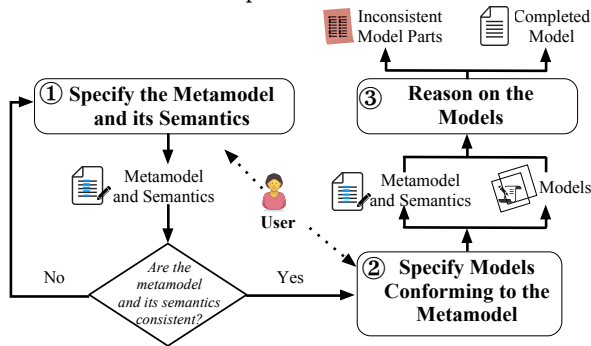 Inconsistent
Model Parts
Completed
Model
① Specify the Metamodel
and its Semantics
③ Reason on the
Models
Metamodel
and Semantics
Metamodel
and Semantics
Models
User
Are the
metamodel
and its semantics
consistent?
No
Yes
② Specify Models
Conforming to the
Metamodel